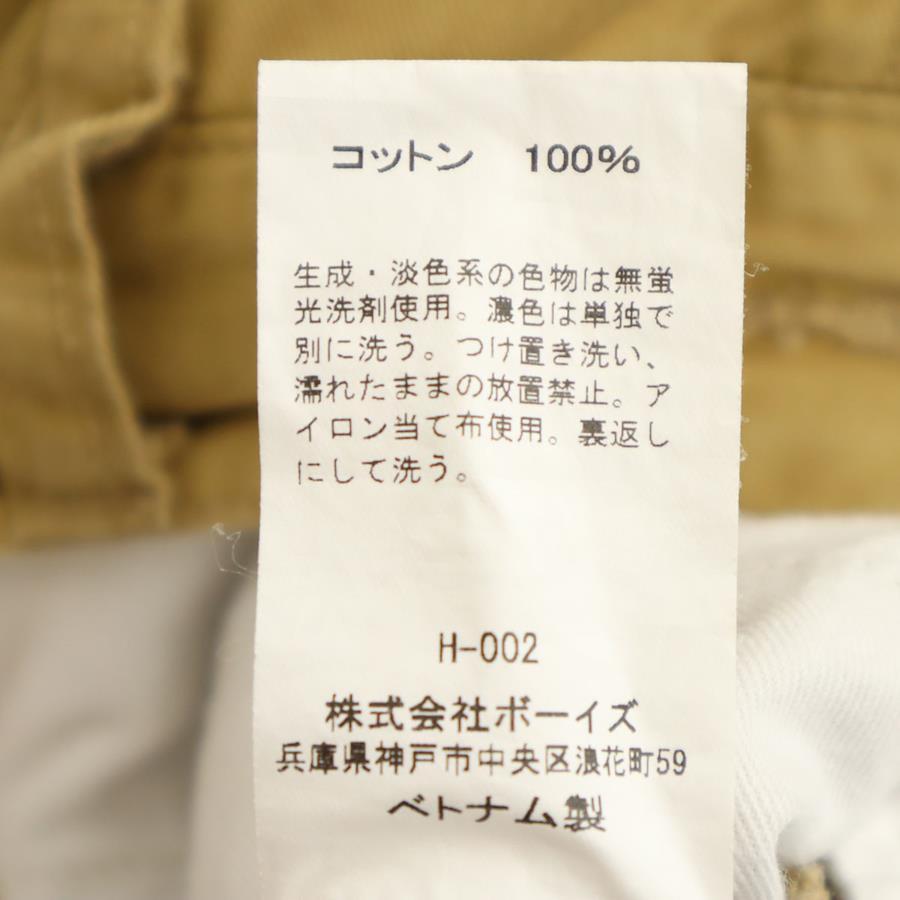 コットン 100%
生成・淡色系の色物は無蛍
光洗剤使用。濃色は単独で
別に洗う。つけ置き洗い、
濡れたままの放置禁止。ア
イロン当て布使用。裏返し
にして洗う。
H-002
株式会社ボーイズ
兵庫県神戸市中央区浪花町59
ベトナム製